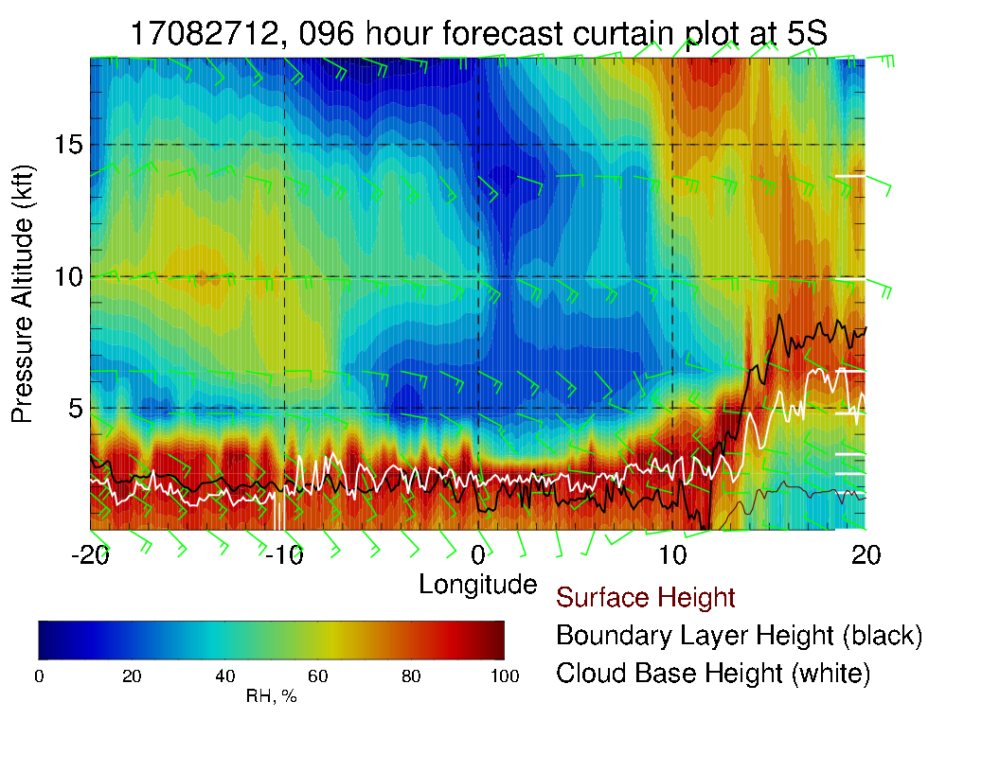 17082712, 096 hour forecast curtain plot at 5S
Pressure Altitude (kft)
15
10
5
-20 -10 0 10 20
Longitude
Surface Height
Boundary Layer Height (black)
Cloud Base Height (white)
0 20 40 60 80 100
RH, %